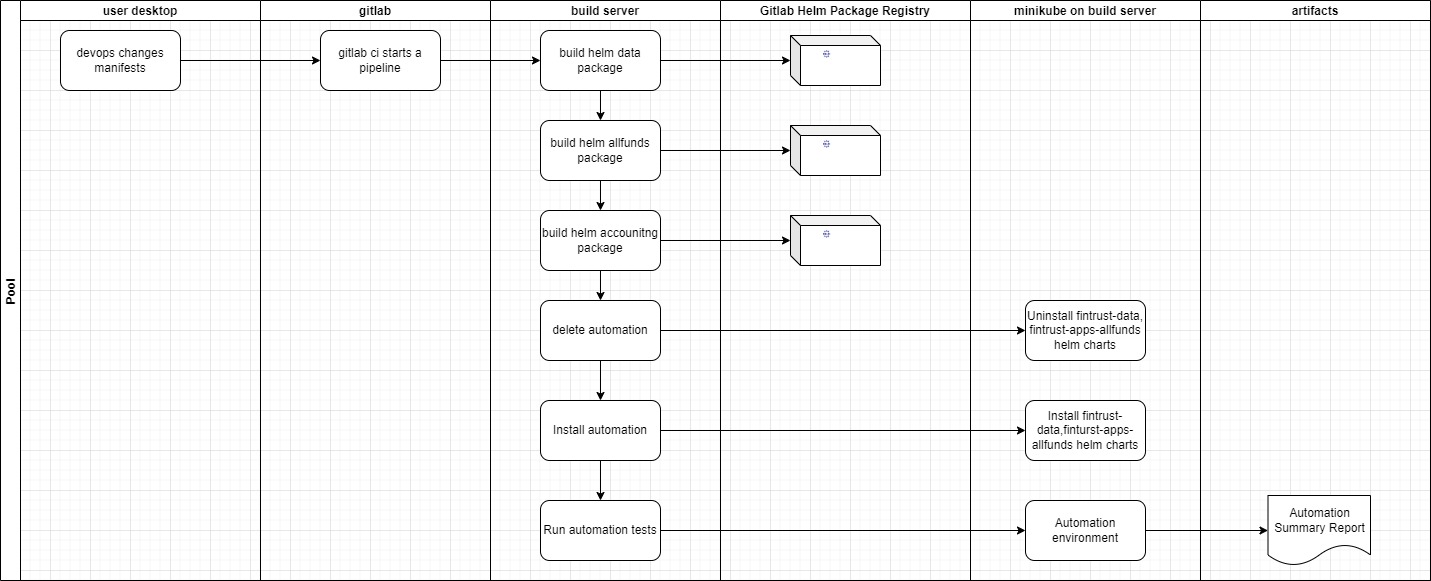 user desktop
gitlab
build server
Gitlab Helm Package Registry
minikube on build server
artifacts
Pool
devops changes
manifests
gitlab ci starts a
pipeline
build helm data
package
build helm allfunds
package
build helm accounitng
package
delete automation
Uninstall fintrust-data,
fintrust-apps-allfunds
helm charts
Install automation
Install fintrust-
data,finturst-apps-
allfunds helm charts
Run automation tests
Automation
environment
Automation
Summary Report